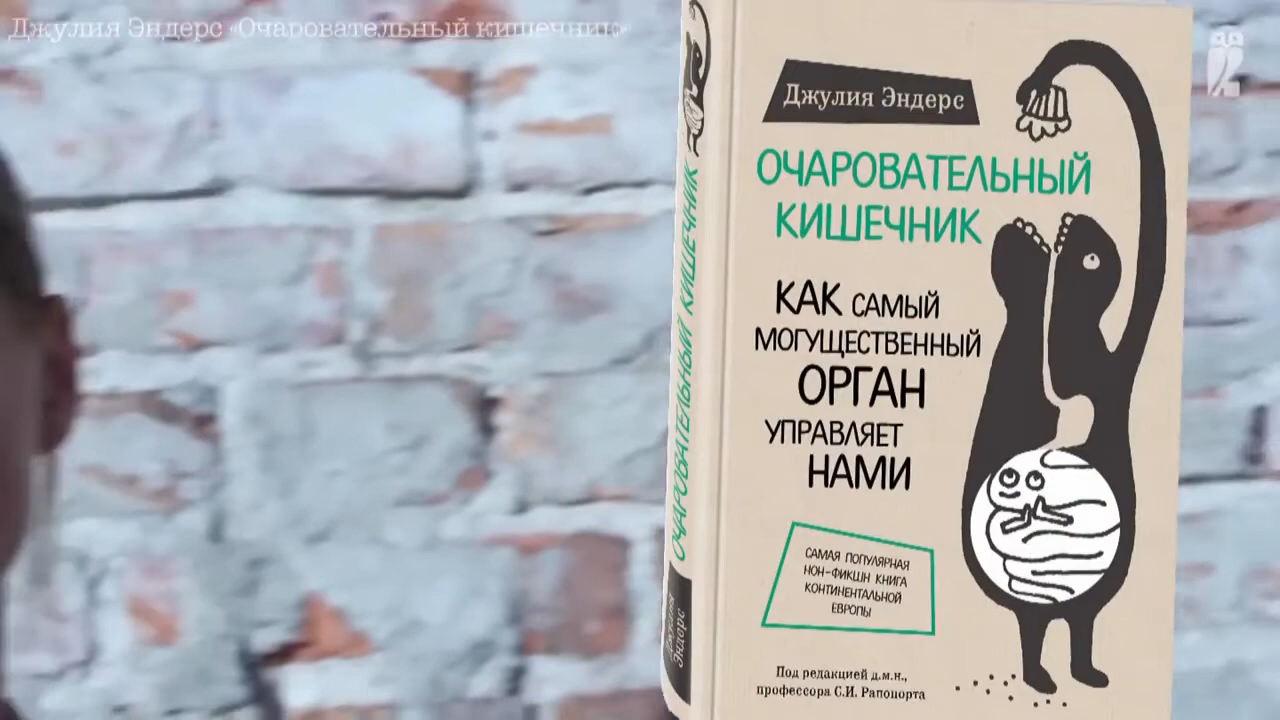 Джулия Эндерс «Очаровательный кишечник»
Джулия Эндерс
ОЧАРОВАТЕЛЬНЫЙ
КИШЕЧНИК
КАК САМЫЙ
МОГУЩЕСТВЕННЫЙ
ОРГАН
УПРАВЛЯЕТ
НАМИ
САМАЯ ПОПУЛЯРНАЯ
НОН-ФИКШН КНИГА
КОНТИНЕНТАЛЬНОЙ
ЕВРОПЫ
Под редакцией д.м.н.,
профессора С.И. Рапопорта
ОЧАРОВАТЕЛЬНЫЙ КИШЕЧНИК
Джулия
Эндерс